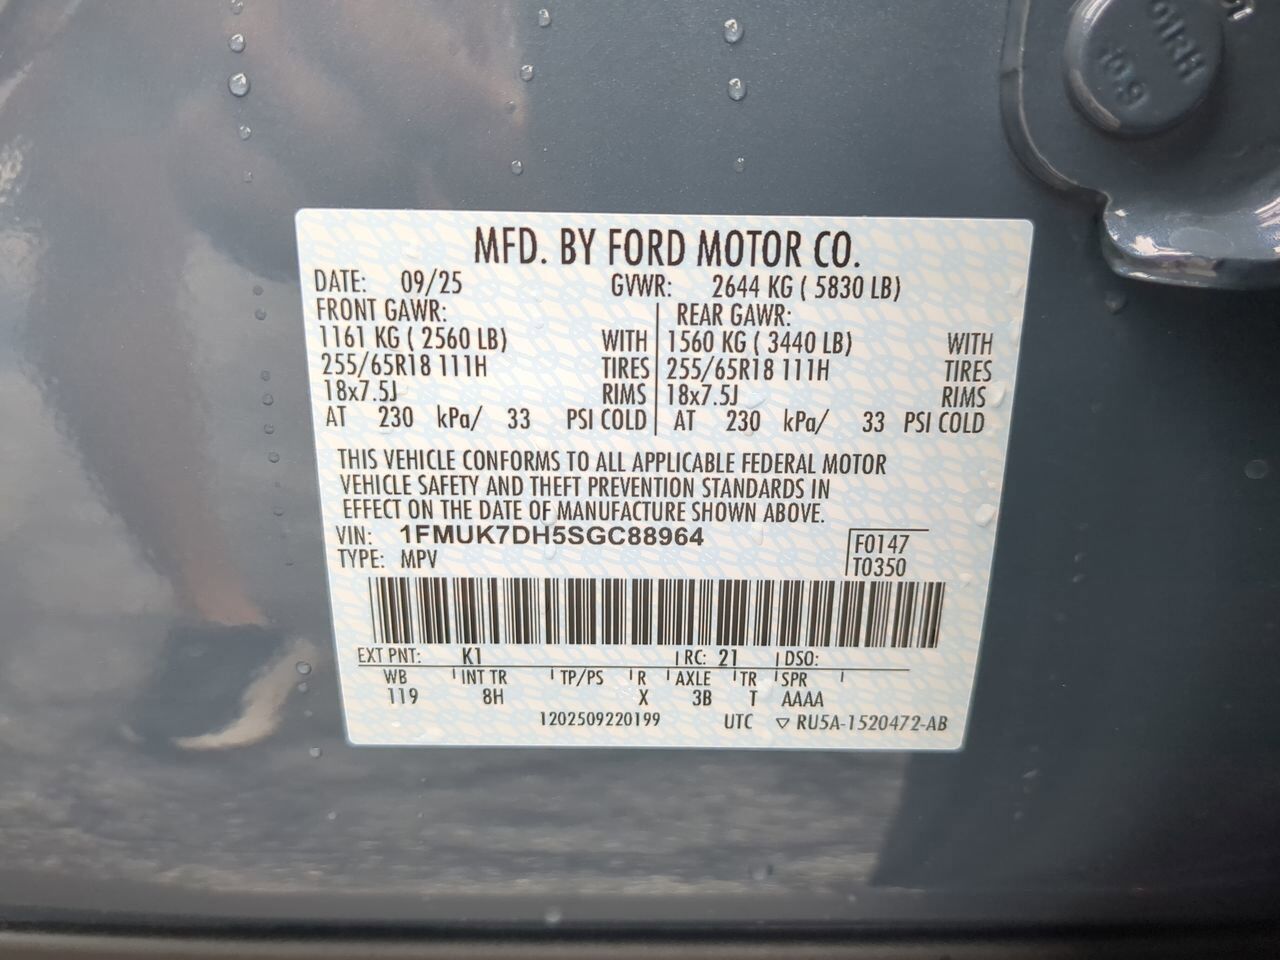 MFD. BY FORD MOTOR CO.
DATE: 09/25 GVWR: 2644 KG ( 5830 LB)
FRONT GAWR: REAR GAWR:
1161 KG ( 2560 LB) WITH 1560 KG ( 3440 LB) WITH
255/65R18 111H TIRES 255/65R18 111H TIRES
18x7.5J RIMS 18x7.5J RIMS
AT 230 kPa/ 33 PSI COLD AT 230 kPa/ 33 PSI COLD
THIS VEHICLE CONFORMS TO ALL APPLICABLE FEDERAL MOTOR
VEHICLE SAFETY AND THEFT PREVENTION STANDARDS IN
EFFECT ON THE DATE OF MANUFACTURE SHOWN ABOVE.
VIN: 1FMUK7DH5SGC88964
TYPE: MPV
F0147
T0350
EXT PNT: K1 RC: 21 DSO:
WB INT TR TP/PS R AXLE TR SPR
119 8H X 3B T AAAA
1202509220199 UTC ▽ RU5A-1520472-AB
10.9